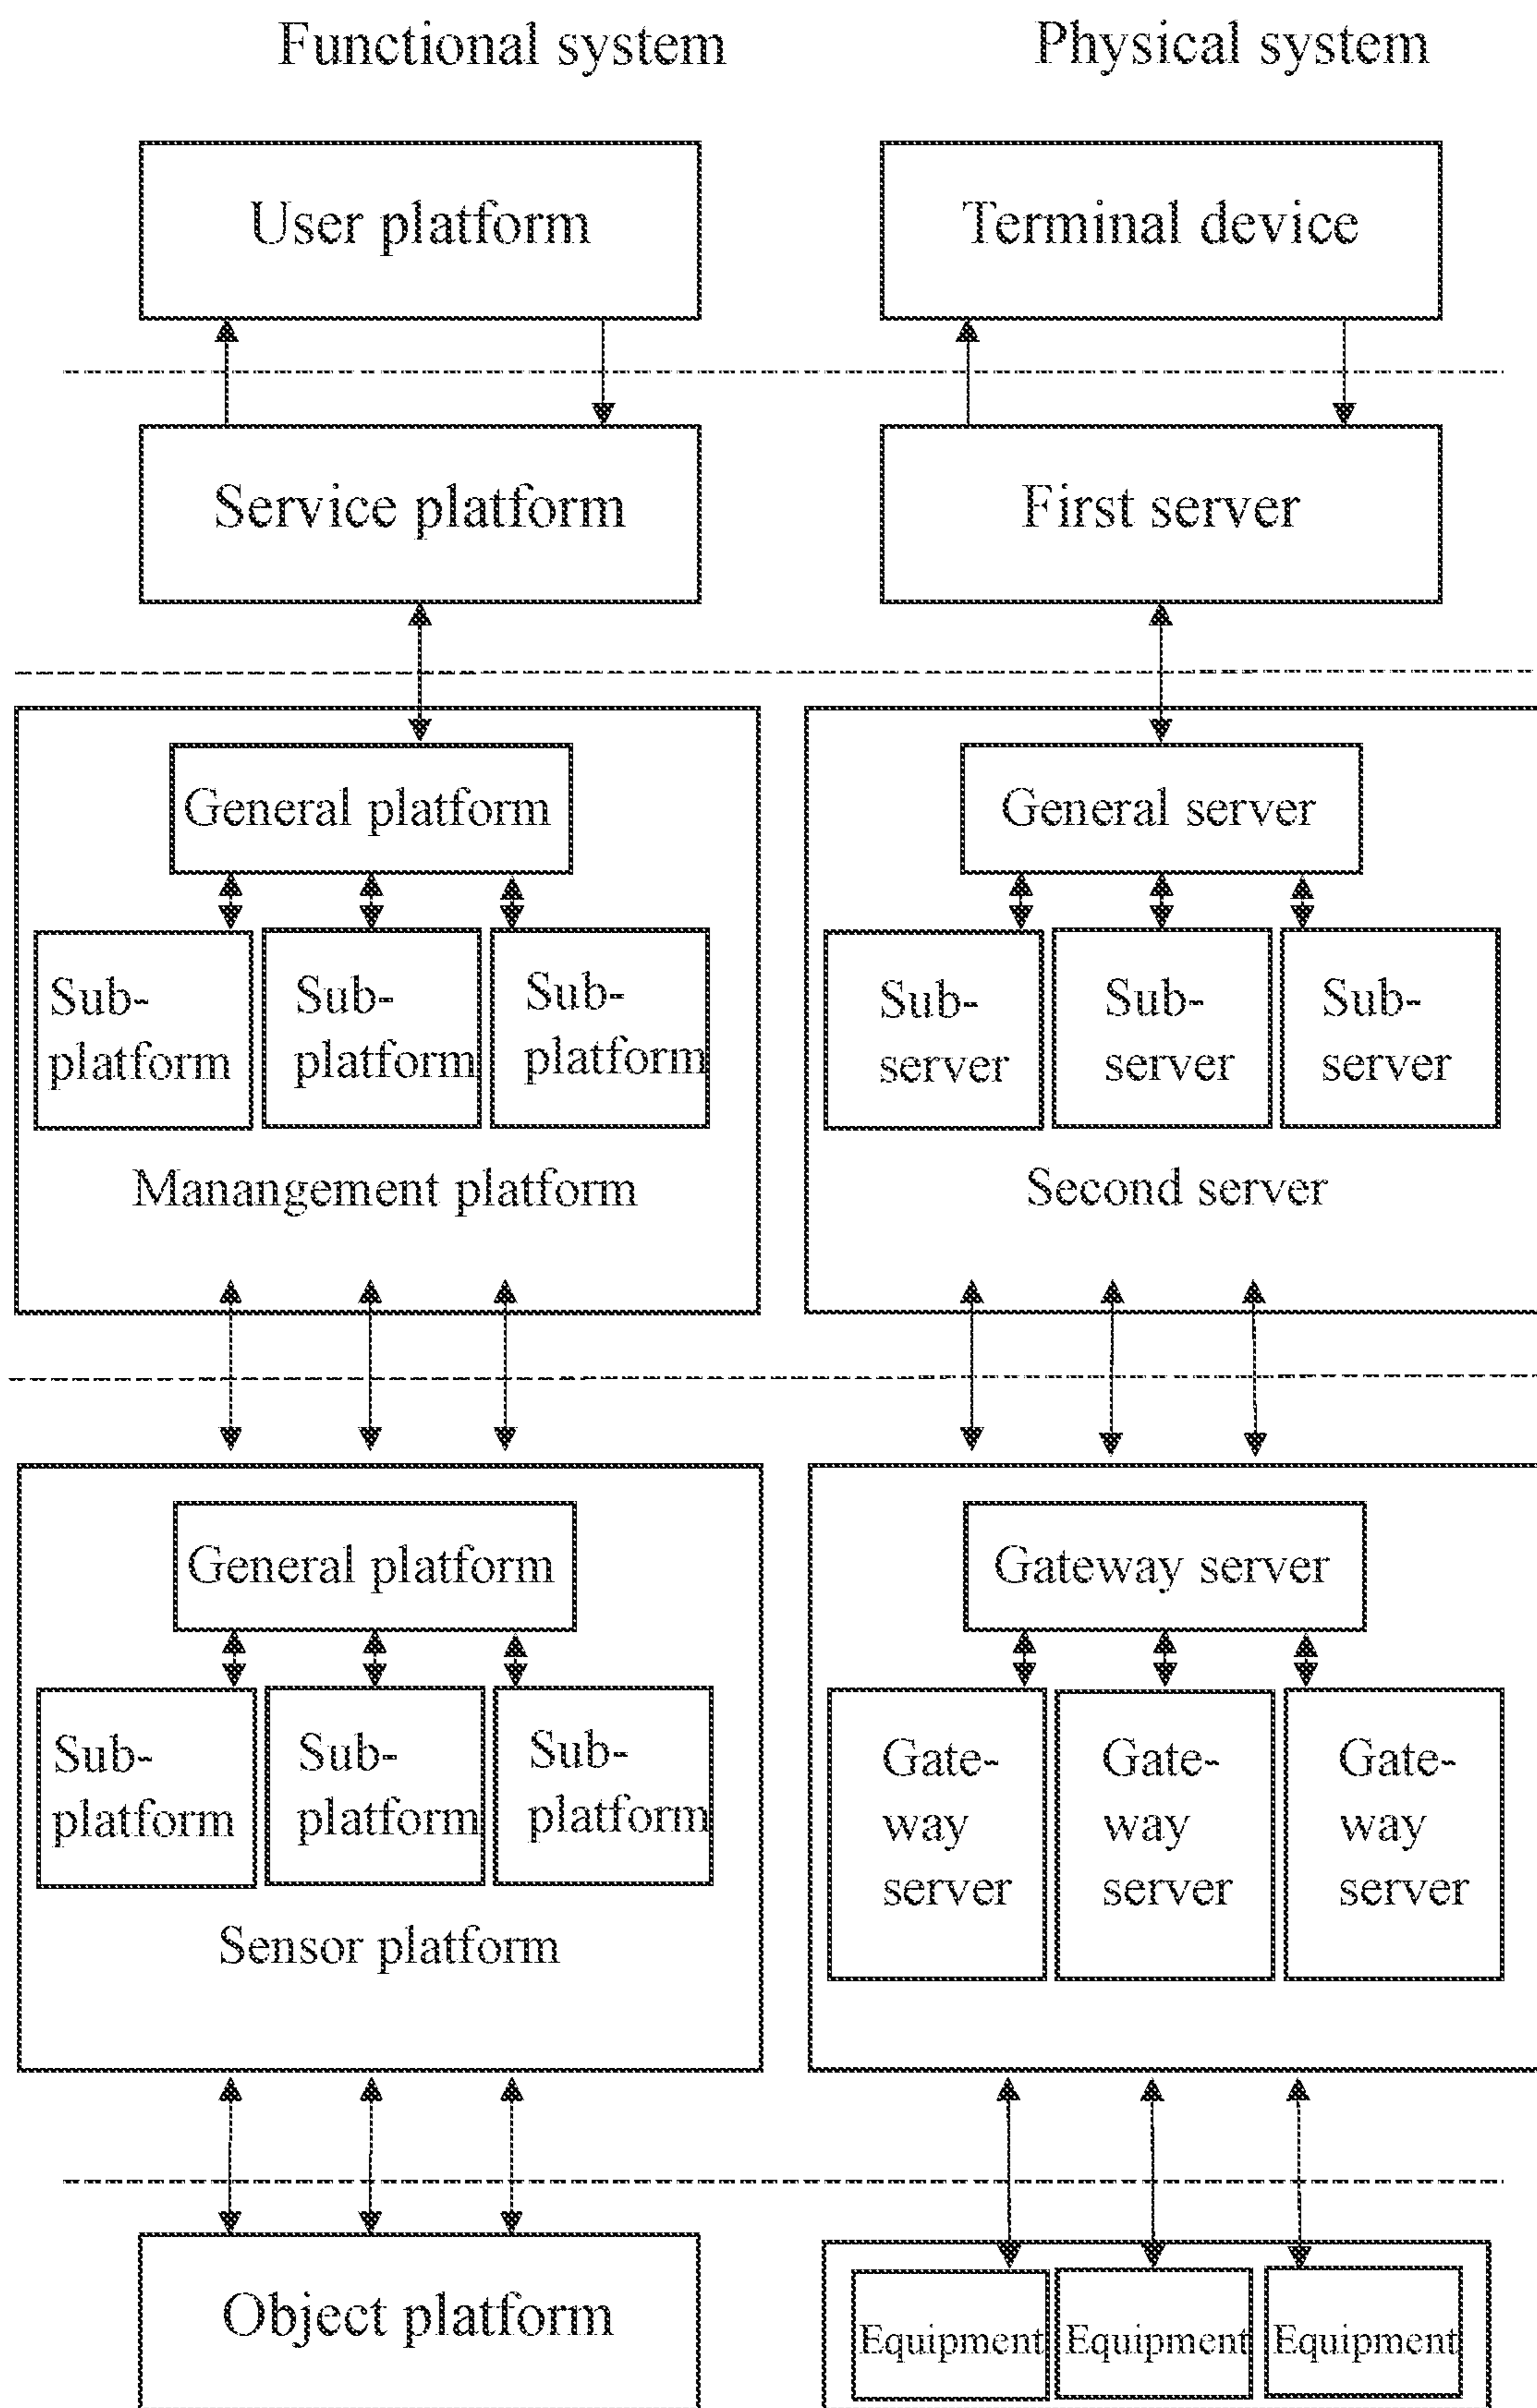 Functional system
Physical system
User platform
Terminal device
Service platform
First server
General platform
General server
Sub-
platform
Sub-
platform
Sub-
platform
Sub-
server
Sub-
server
Sub-
server
Manangement platform
Second server
General platform
Gateway server
Sub-
platform
Sub-
platform
Sub-
platform
Gate-
way
server
Gate-
way
server
Gate-
way
server
Sensor platform
Object platform
Equipment
Equipment
Equipment